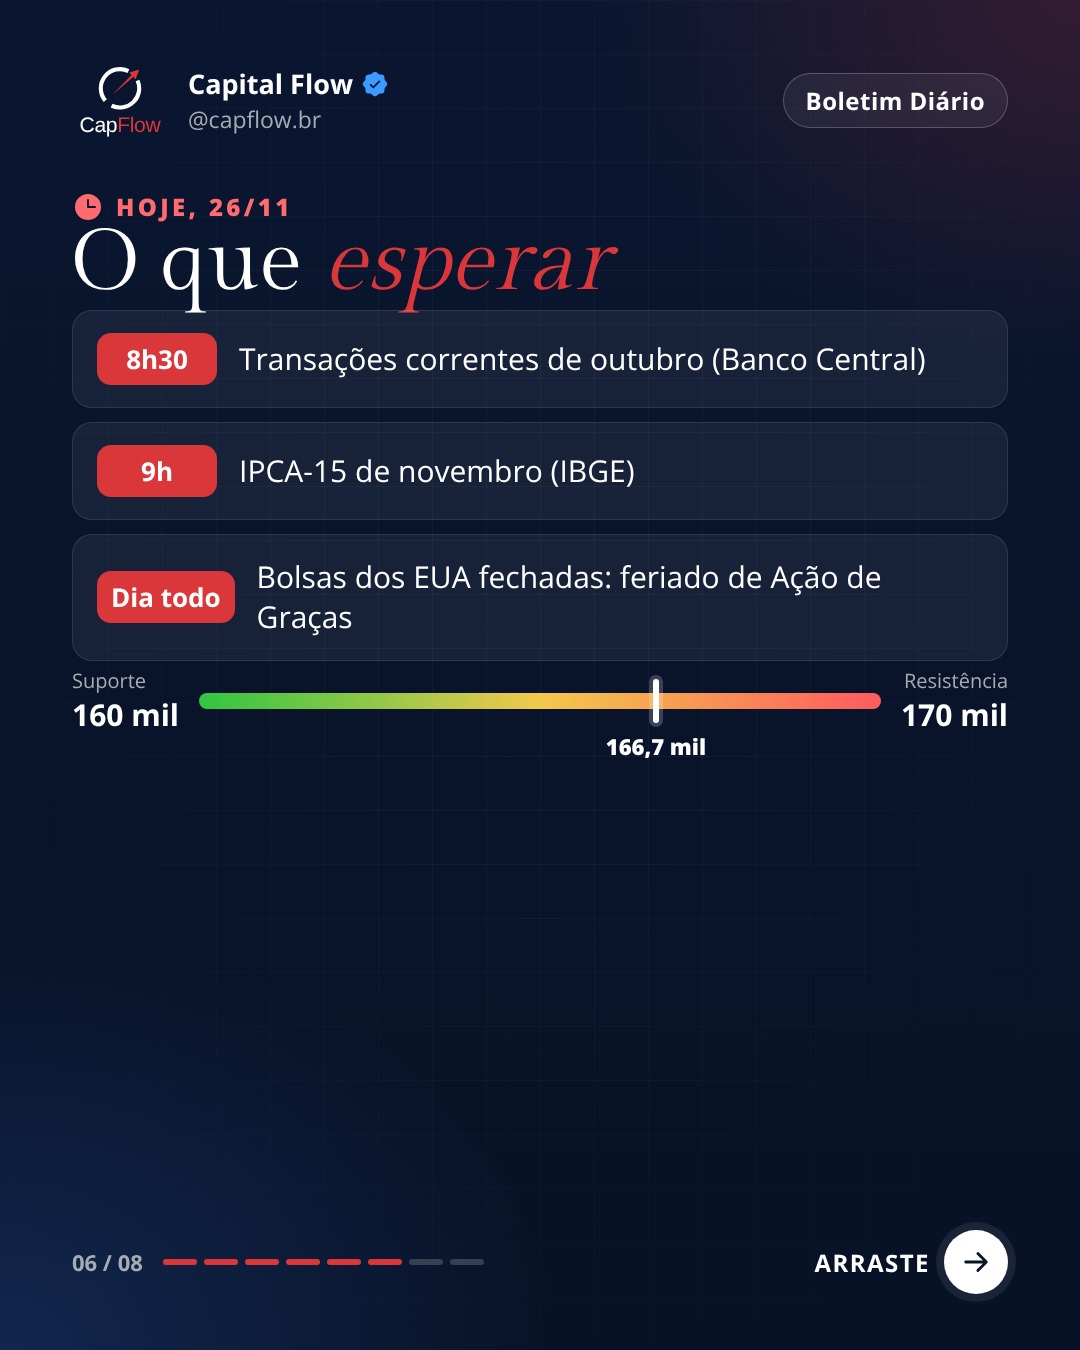 Capital Flow
@capflow.br
CapFlow
Boletim Diário
HOJE, 26/11
O que esperar
8h30 Transações correntes de outubro (Banco Central)
9h IPCA-15 de novembro (IBGE)
Dia todo Bolsas dos EUA fechadas: feriado de Ação de
Graças
Suporte
160 mil
Resistência
170 mil
166,7 mil
06 / 08
ARRASTE